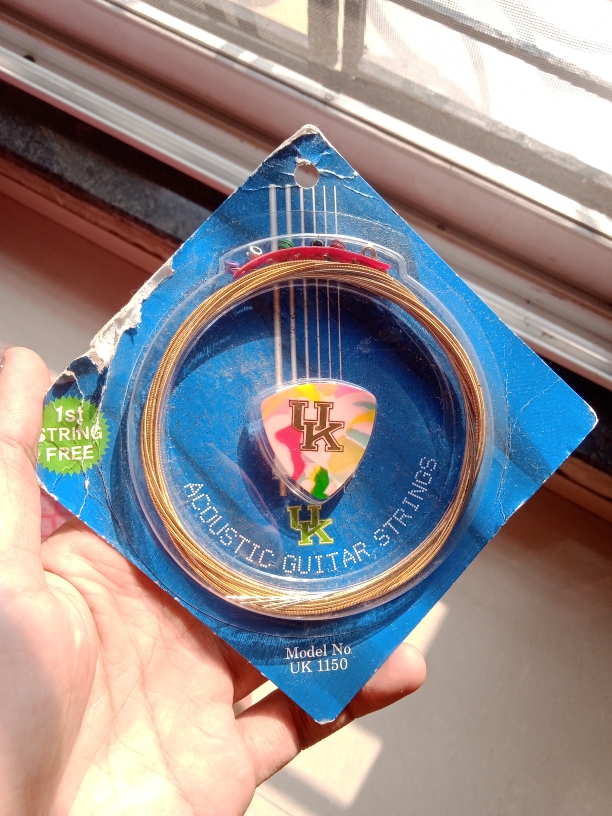 1st
STRING
FREE
UK
UK
ACOUSTIC GUITAR STRINGS
Model No.
UK 1150